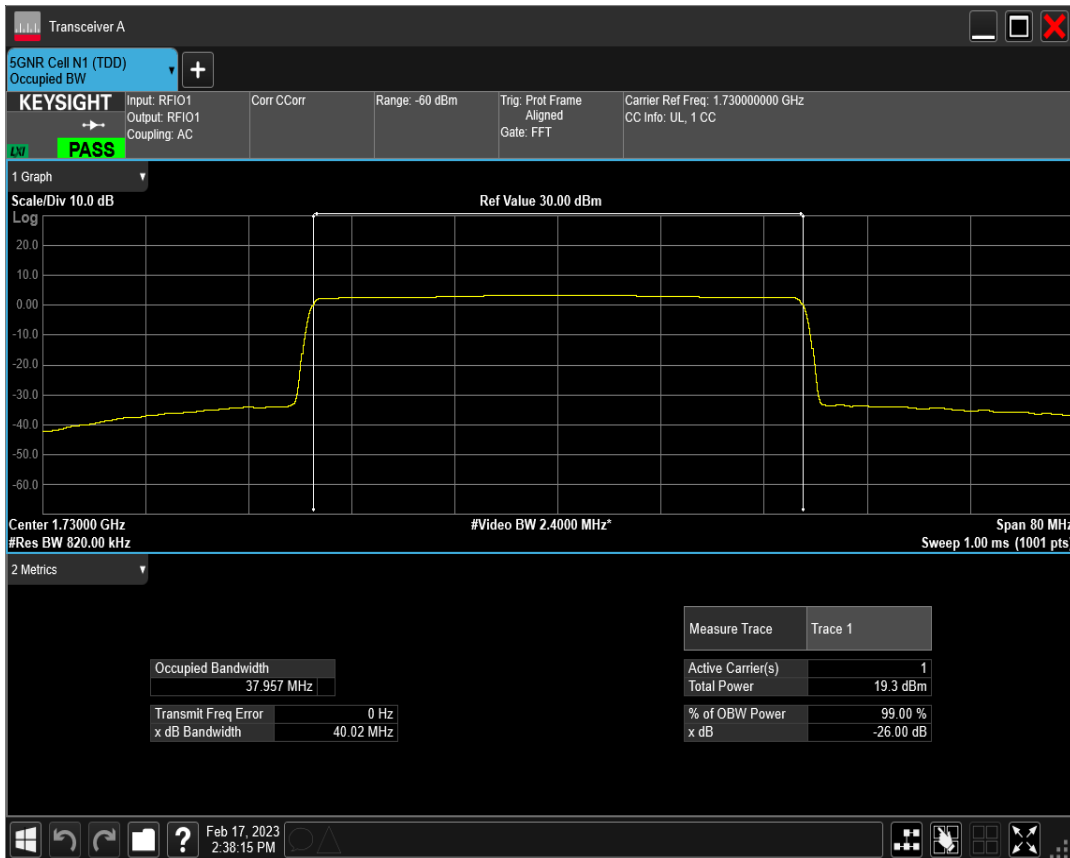 Transceiver A
5GNR Cell N1 (TDD)
Occupied BW
KEYSIGHT
LXI
PASS
Input: RFIO1
Output: RFIO1
Coupling: AC
Corr CCorr
Range: -60 dBm
Trig: Prot Frame
Aligned
Gate: FFT
Carrier Ref Freq: 1.730000000 GHz
CC Info: UL, 1 CC
1 Graph
Scale/Div 10.0 dB
Ref Value 30.00 dBm
Log
20.0
10.0
0.00
-10.0
-20.0
-30.0
-40.0
-50.0
-60.0
Center 1.73000 GHz
#Video BW 2.4000 MHz*
Span 80 MHz
#Res BW 820.00 kHz
Sweep 1.00 ms (1001 pts)
2 Metrics
Measure Trace Trace 1
Occupied Bandwidth
37.957 MHz
Active Carrier(s) 1
Total Power 19.3 dBm
Transmit Freq Error 0 Hz
x dB Bandwidth 40.02 MHz
% of OBW Power 99.00 %
x dB -26.00 dB
?
Feb 17, 2023
2:38:15 PM